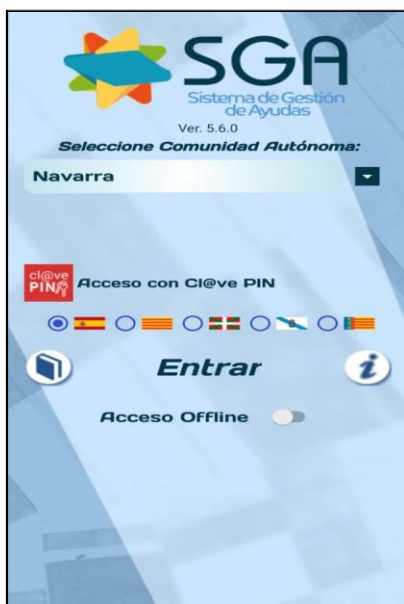 SGA
Sistema de Gestión
de Ayudas
Ver. 5.6.0
Seleccione Comunidad Autónoma:
Navarra
cl@ve
PIN
Acceso con Cl@ve PIN
Entrar
i
Acceso Offline